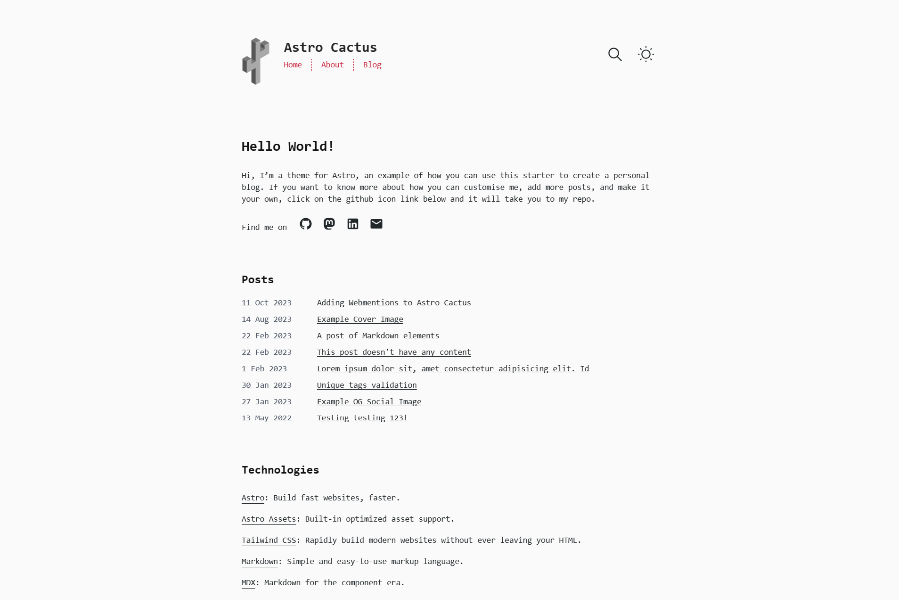 Astro Cactus
Home
About
Blog
Hello World!
Hi, I'm a theme for Astro, an example of how you can use this starter to create a personal
blog. If you want to know more about how you can customise me, add more posts, and make it
your own, click on the github icon link below and it will take you to my repo.
Find me on
Posts
11 Oct 2023 Adding Webmentions to Astro Cactus
14 Aug 2023 Example Cover Image
22 Feb 2023 A post of Markdown elements
22 Feb 2023 This post doesn't have any content
1 Feb 2023 Lorem ipsum dolor sit, amet consectetur adipisicing elit. Id
30 Jan 2023 Unique tags validation
27 Jan 2023 Example OG Social Image
13 May 2022 Testing testing 123!
Technologies
Astro: Build fast websites, faster.
Astro Assets: Built-in optimized asset support.
Tailwind CSS: Rapidly build modern websites without ever leaving your HTML.
Markdown: Simple and easy-to-use markup language.
MDX: Markdown for the component era.